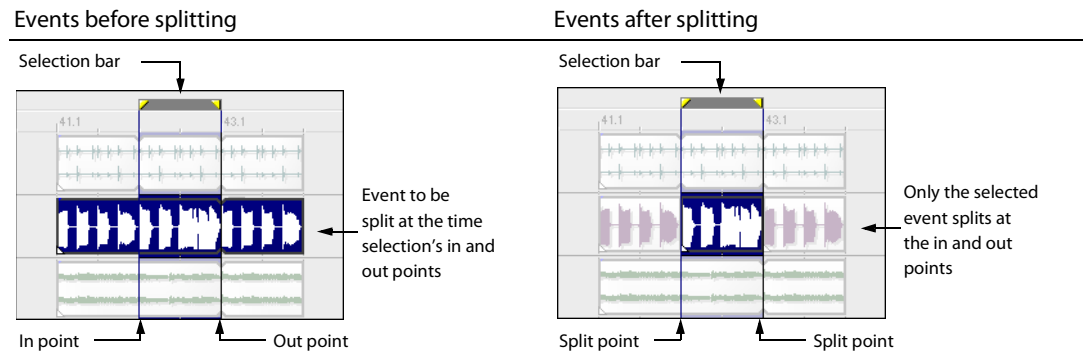 Events before splitting
Selection bar
41.1
43.1
Event to be
split at the time
selection's in and
out points
In point
Out point
Events after splitting
Selection bar
41.1
43.1
Only the selected
event splits at
the in and out
points
Split point
Split point